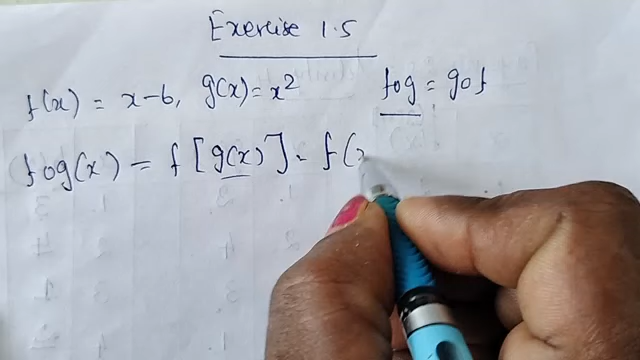 Exercise 1.5
f(x) = x-6, g(x) = x² fog = gof
fog(x) = f[g(x)] = f(x